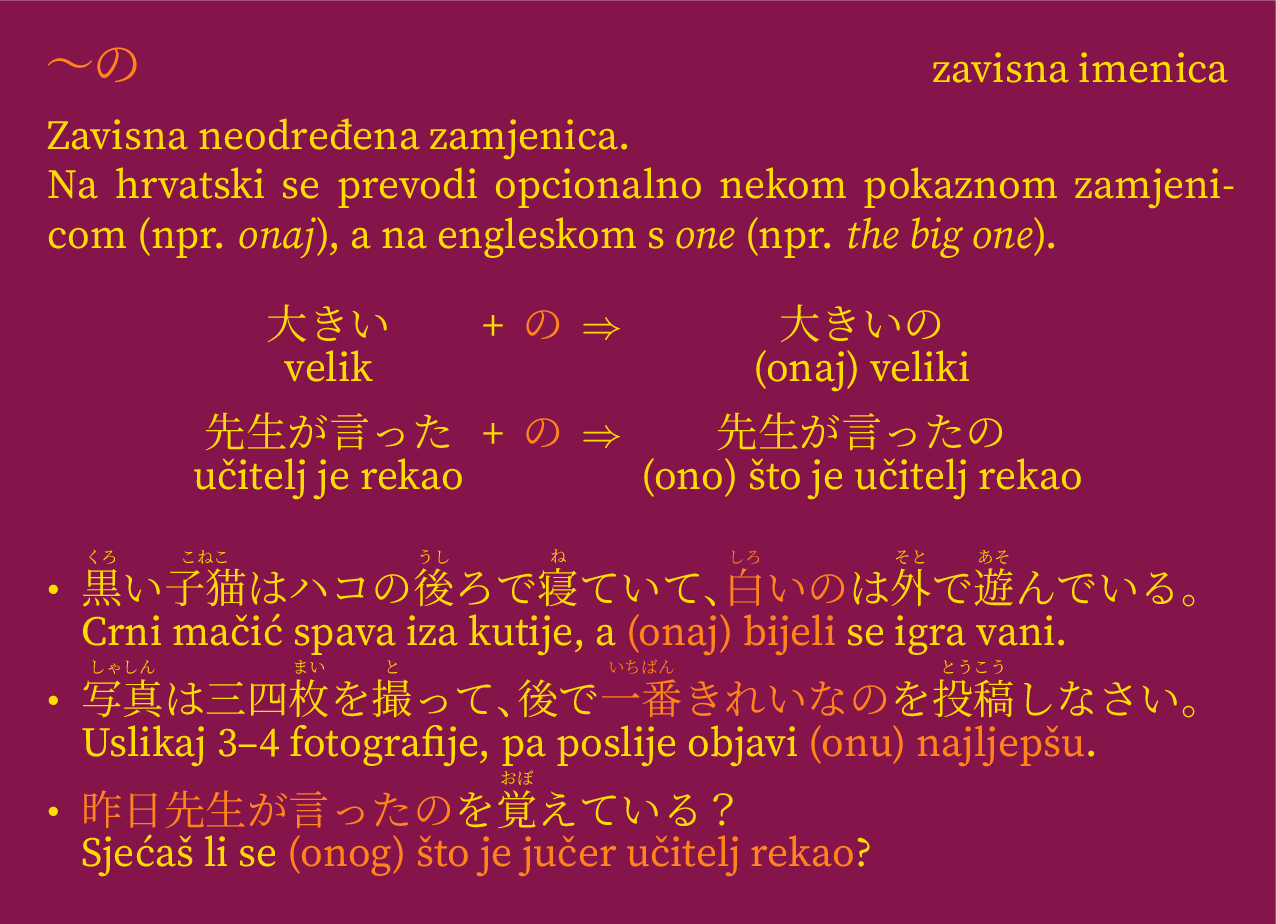 ～の zavisna imenica
Zavisna neodređena zamjenica.
Na hrvatski se prevodi opcionalno nekom pokaznom zamjeni-
com (npr. onaj), a na engleskom s one (npr. the big one).
大きい + の ⇒ 大きいの
velik (onaj) veliki
先生が言った + の ⇒ 先生が言ったの
učitelj je rekao (ono) što je učitelj rekao
くろ こねこ うし ね しろ そと あそ
• 黒い子猫はハコの後ろで寝ていて、白いのは外で遊んでいる。
Crni mačić spava iza kutije, a (onaj) bijeli se igra vani.
しゃしん まい と いちばん とうこう
• 写真は三四枚を撮って、後で一番きれいなのを投稿しなさい。
Uslikaj 3–4 fotografije, pa poslije objavi (onu) najljepšu.
おぼ
• 昨日先生が言ったのを覚えている？
Sjećaš li se (onog) što je jučer učitelj rekao?